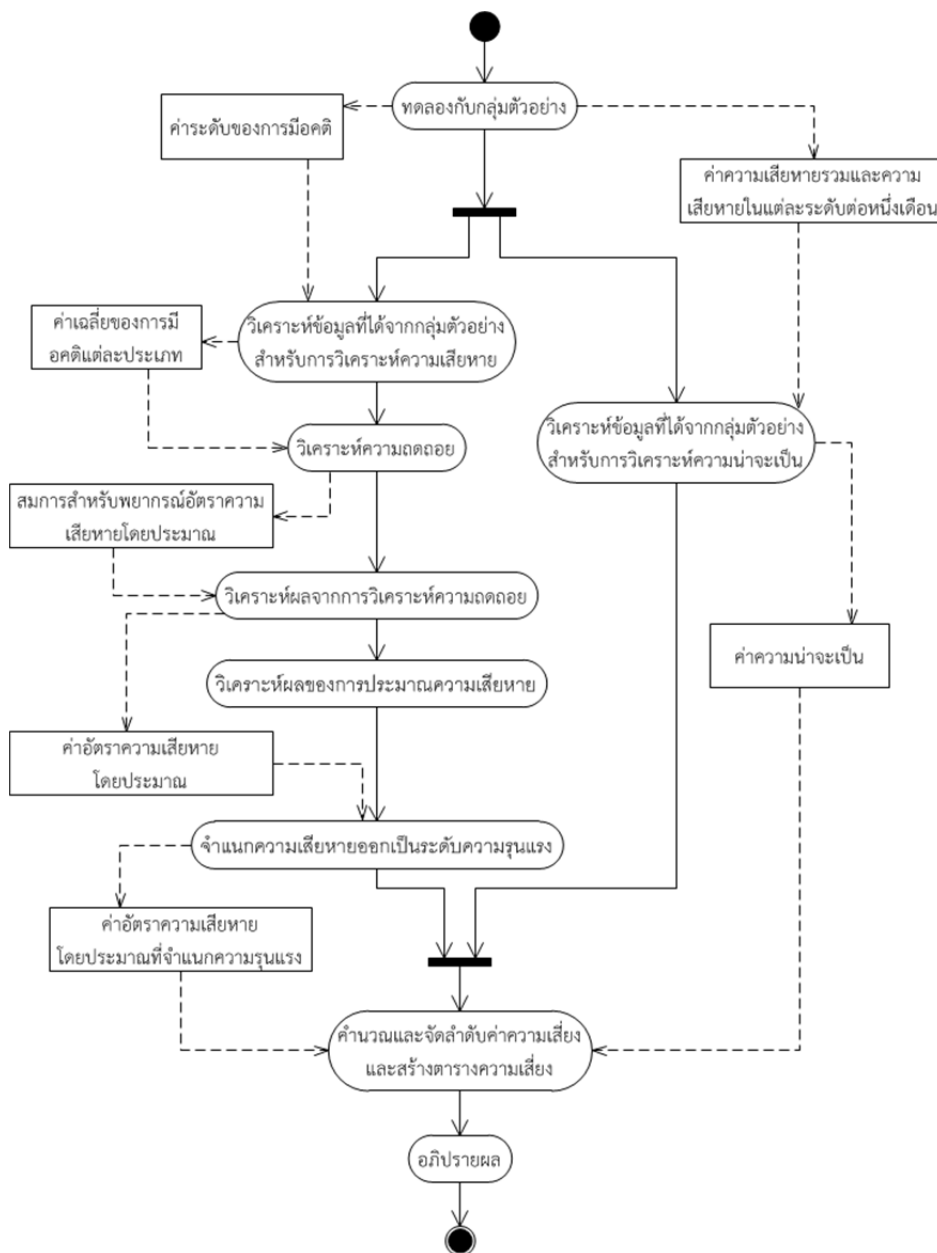 ทดลองกับกลุ่มตัวอย่าง
ค่าระดับของการมีอคติ
ค่าความเสียหายรวมและความ
เสียหายในแต่ละระดับต่อหนึ่งเดือน
ค่าเฉลี่ยของการมี
อคติแต่ละประเภท
วิเคราะห์ข้อมูลที่ได้จากกลุ่มตัวอย่าง
สำหรับการวิเคราะห์ความเสียหาย
วิเคราะห์ข้อมูลที่ได้จากกลุ่มตัวอย่าง
สำหรับการวิเคราะห์ความน่าจะเป็น
วิเคราะห์ความถดถอย
สมการสำหรับพยากรณ์อัตราความ
เสียหายโดยประมาณ
วิเคราะห์ผลจากการวิเคราะห์ความถดถอย
ค่าความน่าจะเป็น
วิเคราะห์ผลของการประมาณความเสียหาย
ค่าอัตราความเสียหาย
โดยประมาณ
จำแนกความเสียหายออกเป็นระดับความรุนแรง
ค่าอัตราความเสียหาย
โดยประมาณที่จำแนกความรุนแรง
คำนวณและจัดลำดับค่าความเสี่ยง
และสร้างตารางความเสี่ยง
อภิปรายผล